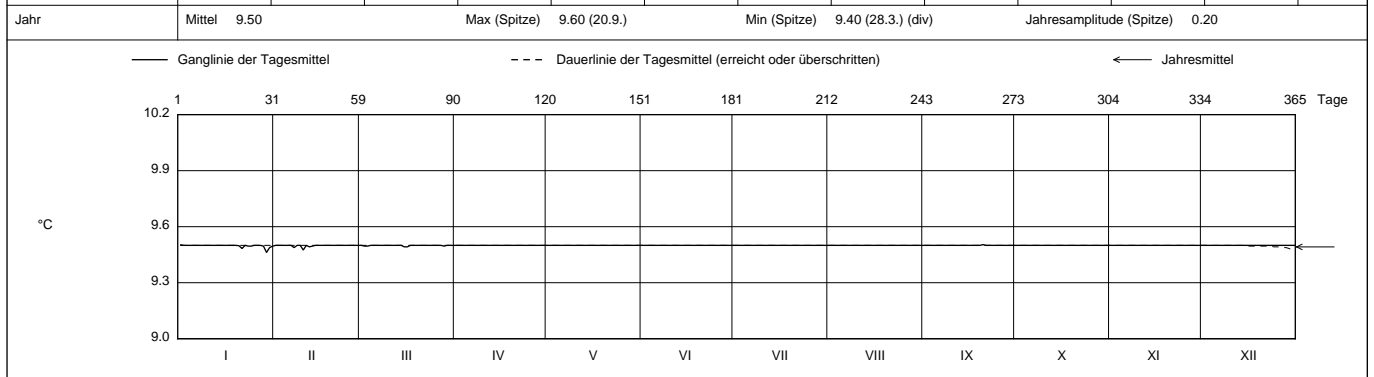 Jahr Mittel 9.50 Max (Spitze) 9.60 (20.9.) Min (Spitze) 9.40 (28.3.) (div) Jahresamplitude (Spitze) 0.20
Ganglinie der Tagesmittel Dauerlinie der Tagesmittel (erreicht oder überschritten) Jahresmittel
1 31 59 90 120 151 181 212 243 273 304 334 365 Tage
10.2
9.9
9.6
°C
9.3
9.0
I II III IV V VI VII VIII IX X XI XII